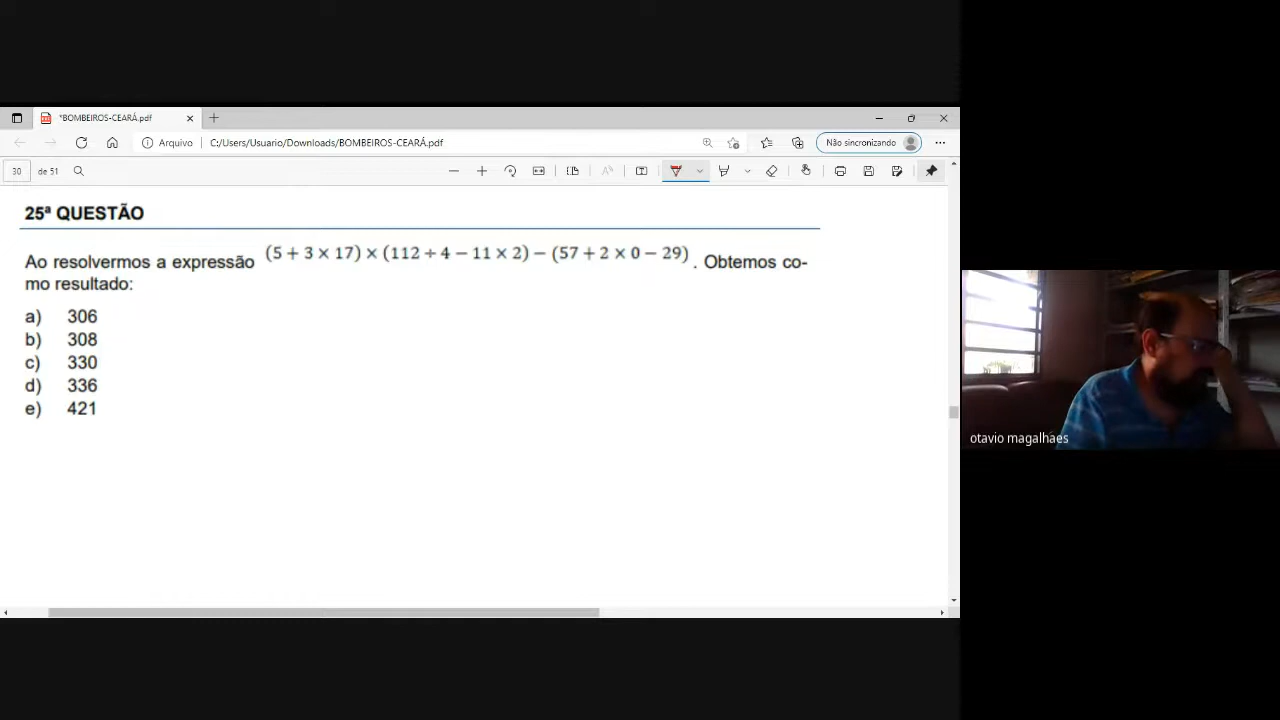 *BOMBEIROS-CEARÁ.pdf
Arquivo C:/Users/Usuario/Downloads/BOMBEIROS-CEARÁ.pdf Não sincronizando
30 de 51
25ª QUESTÃO
Ao resolvermos a expressão (5 + 3 × 17) × (112 ÷ 4 − 11 × 2) − (57 + 2 × 0 − 29) . Obtemos co-
mo resultado:
a) 306
b) 308
c) 330
d) 336
e) 421
otavio magalhaes